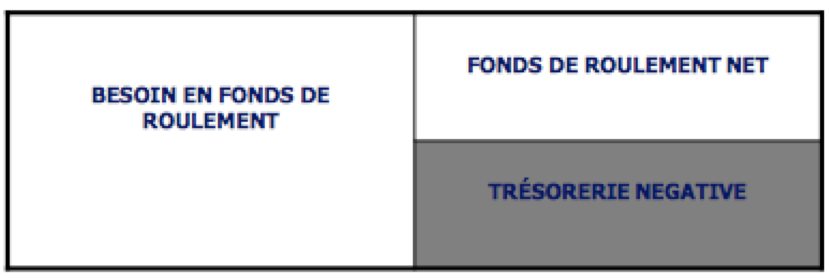 BESOIN EN FONDS DE
ROULEMENT
FONDS DE ROULEMENT NET
TRÉSORERIE NEGATIVE